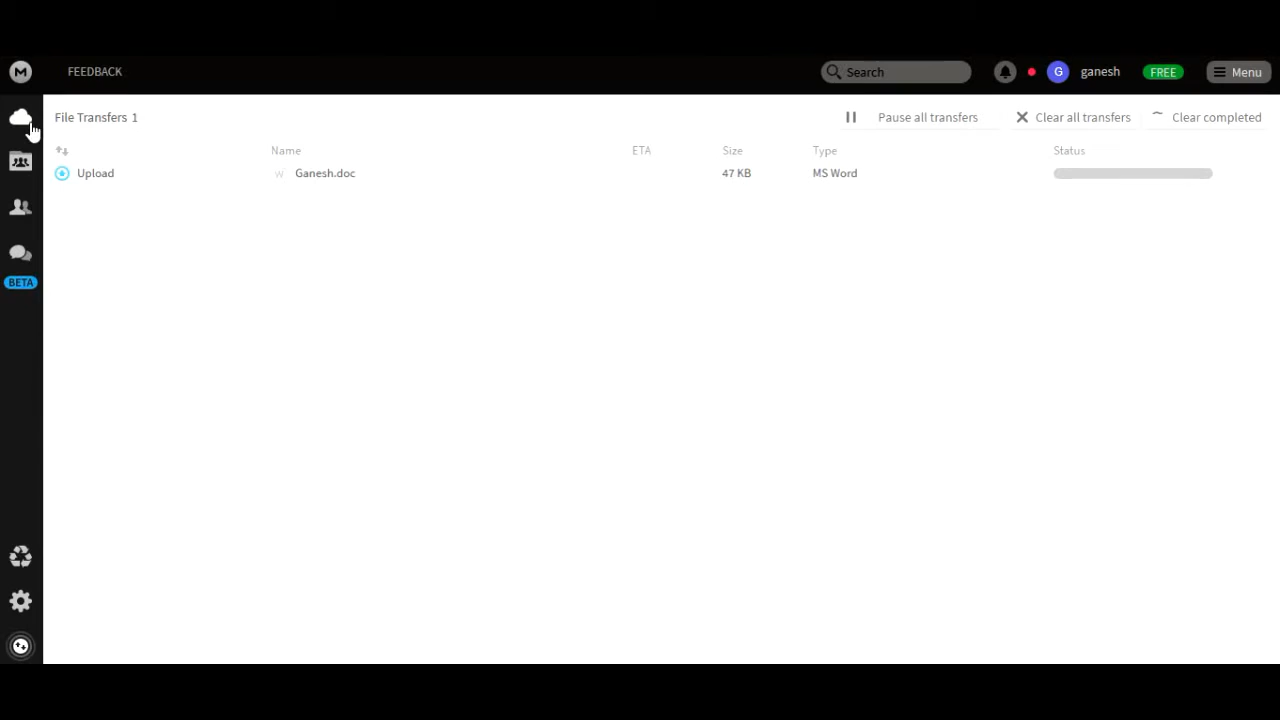 M FEEDBACK Search G ganesh FREE Menu
File Transfers 1 Pause all transfers Clear all transfers Clear completed
Name ETA Size Type Status
Upload W Ganesh.doc 47 KB MS Word
BETA